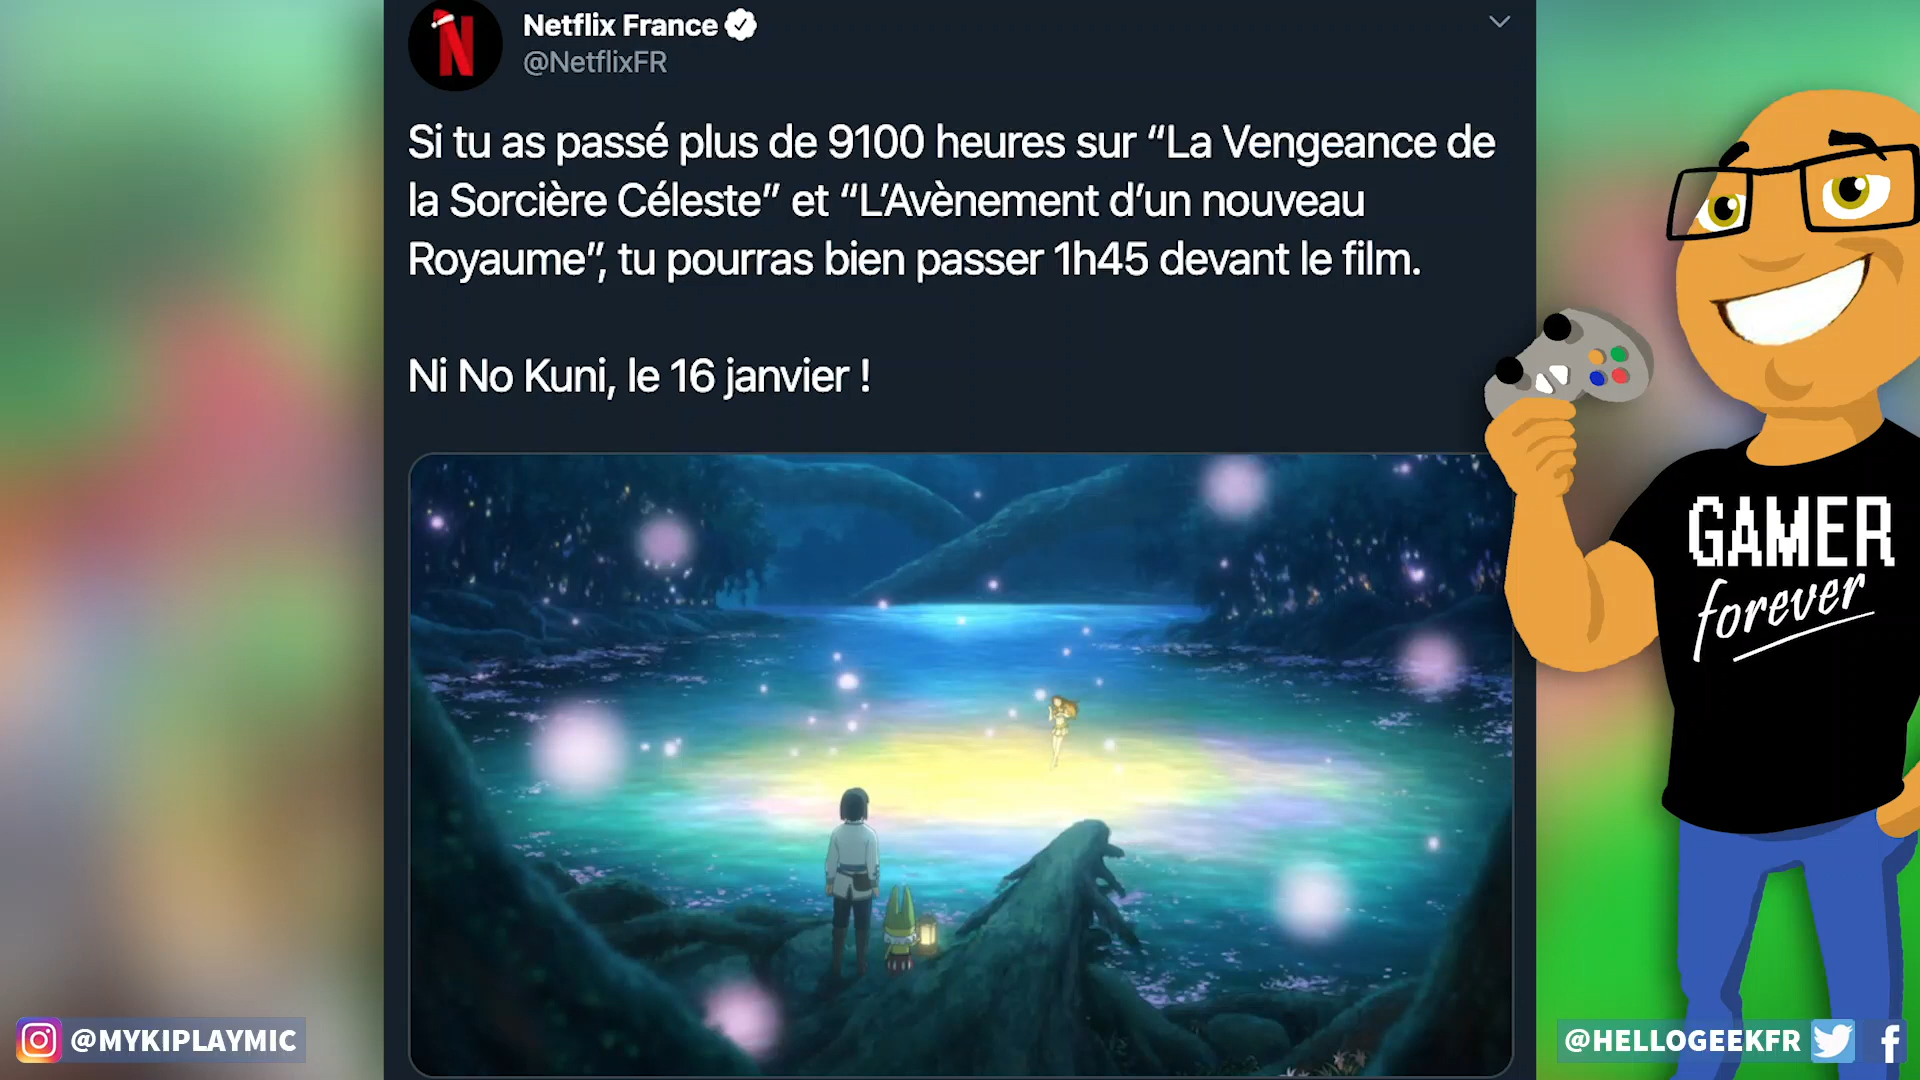 Netflix France
@NetflixFR
Si tu as passé plus de 9100 heures sur “La Vengeance de
la Sorcière Céleste” et “L’Avènement d’un nouveau
Royaume”, tu pourras bien passer 1h45 devant le film.
Ni No Kuni, le 16 janvier !
GAMER
forever
@MYKIPLAYMIC
@HELLOGEEKFR